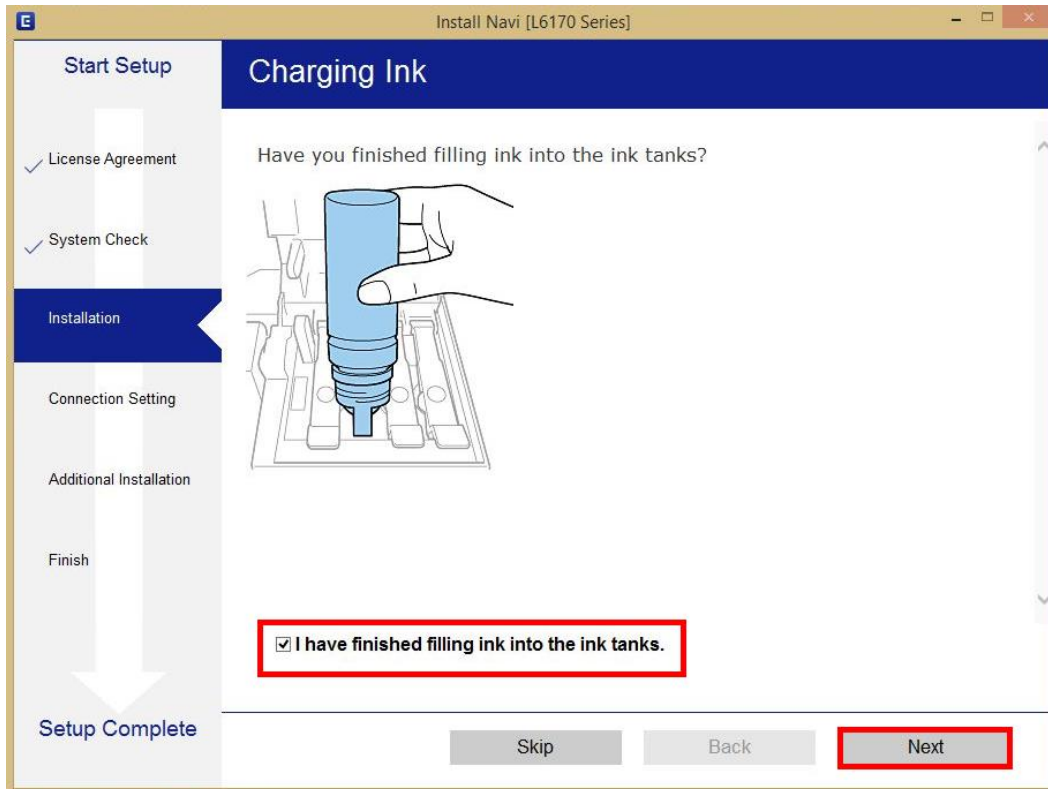 Install Navi [L6170 Series]
Start Setup
Charging Ink
License Agreement
System Check
Installation
Connection Setting
Additional Installation
Finish
Setup Complete
Have you finished filling ink into the ink tanks?
I have finished filling ink into the ink tanks.
Skip
Back
Next